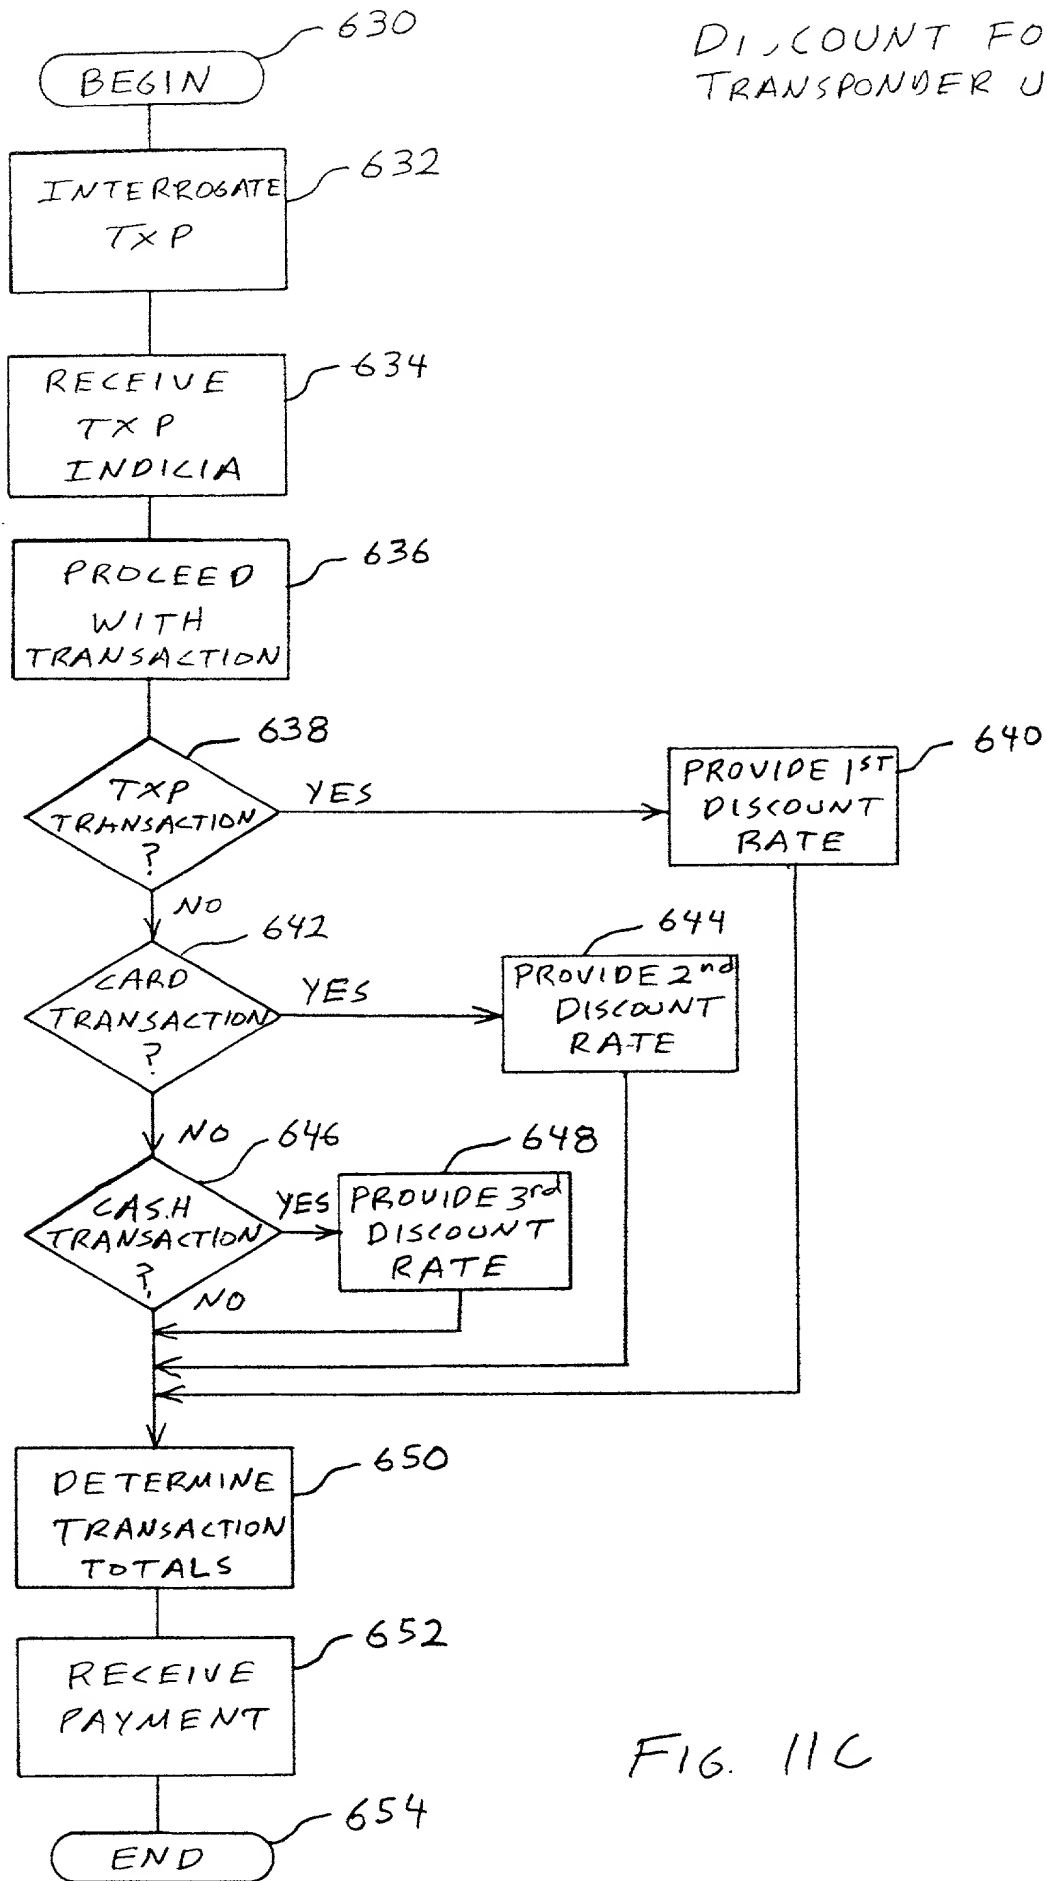 630
DISCOUNT FO
TRANSPONDER U
BEGIN
632
INTERROGATE
TXP
634
RECEIVE
TXP
INDICIA
636
PROCEED
WITH
TRANSACTION
638
640
TXP
TRANSACTION
?
YES
PROVIDE 1ST
DISCOUNT
RATE
NO
642
644
CARD
TRANSACTION
?
YES
PROVIDE 2nd
DISCOUNT
RATE
NO
646
648
CASH
TRANSACTION
?
YES
PROVIDE 3rd
DISCOUNT
RATE
NO
650
DETERMINE
TRANSACTION
TOTALS
652
RECEIVE
PAYMENT
FIG. 11C
654
END